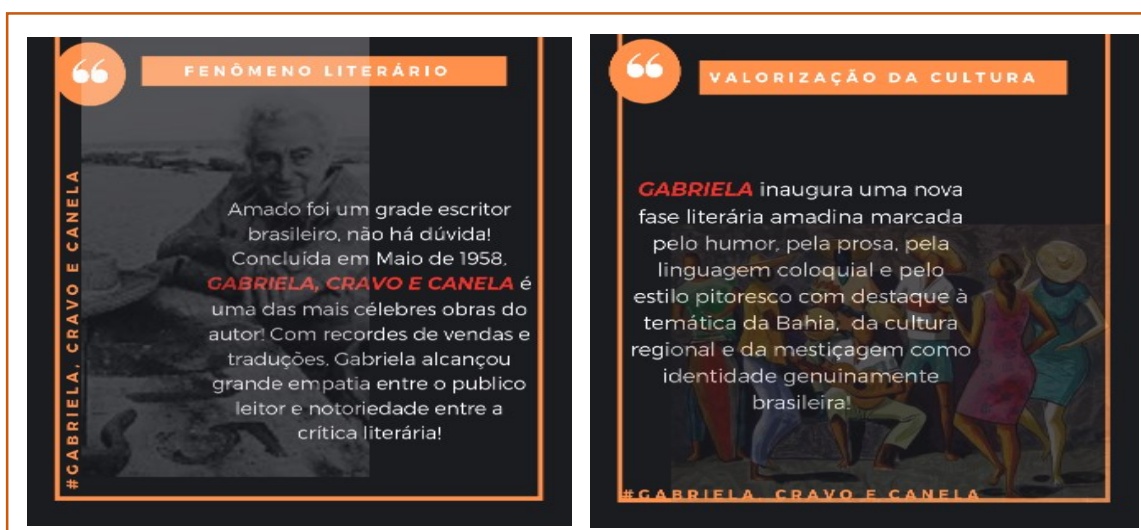 FENÔMENO LITERÁRIO
Amado foi um grade escritor
brasileiro, não há dúvida!
Concluída em Maio de 1958,
GABRIELA, CRAVO E CANELA é
uma das mais célebres obras do
autor! Com recordes de vendas e
traduções, Gabriela alcançou
grande empatia entre o publico
leitor e notoriedade entre a
crítica literária!
#GABRIELA, CRAVO E CANELA
VALORIZAÇÃO DA CULTURA
GABRIELA inaugura uma nova
fase literária amadina marcada
pelo humor, pela prosa, pela
linguagem coloquial e pelo
estilo pitoresco com destaque à
temática da Bahia, da cultura
regional e da mestiçagem como
identidade genuinamente
brasileira!
#GABRIELA, CRAVO E CANELA